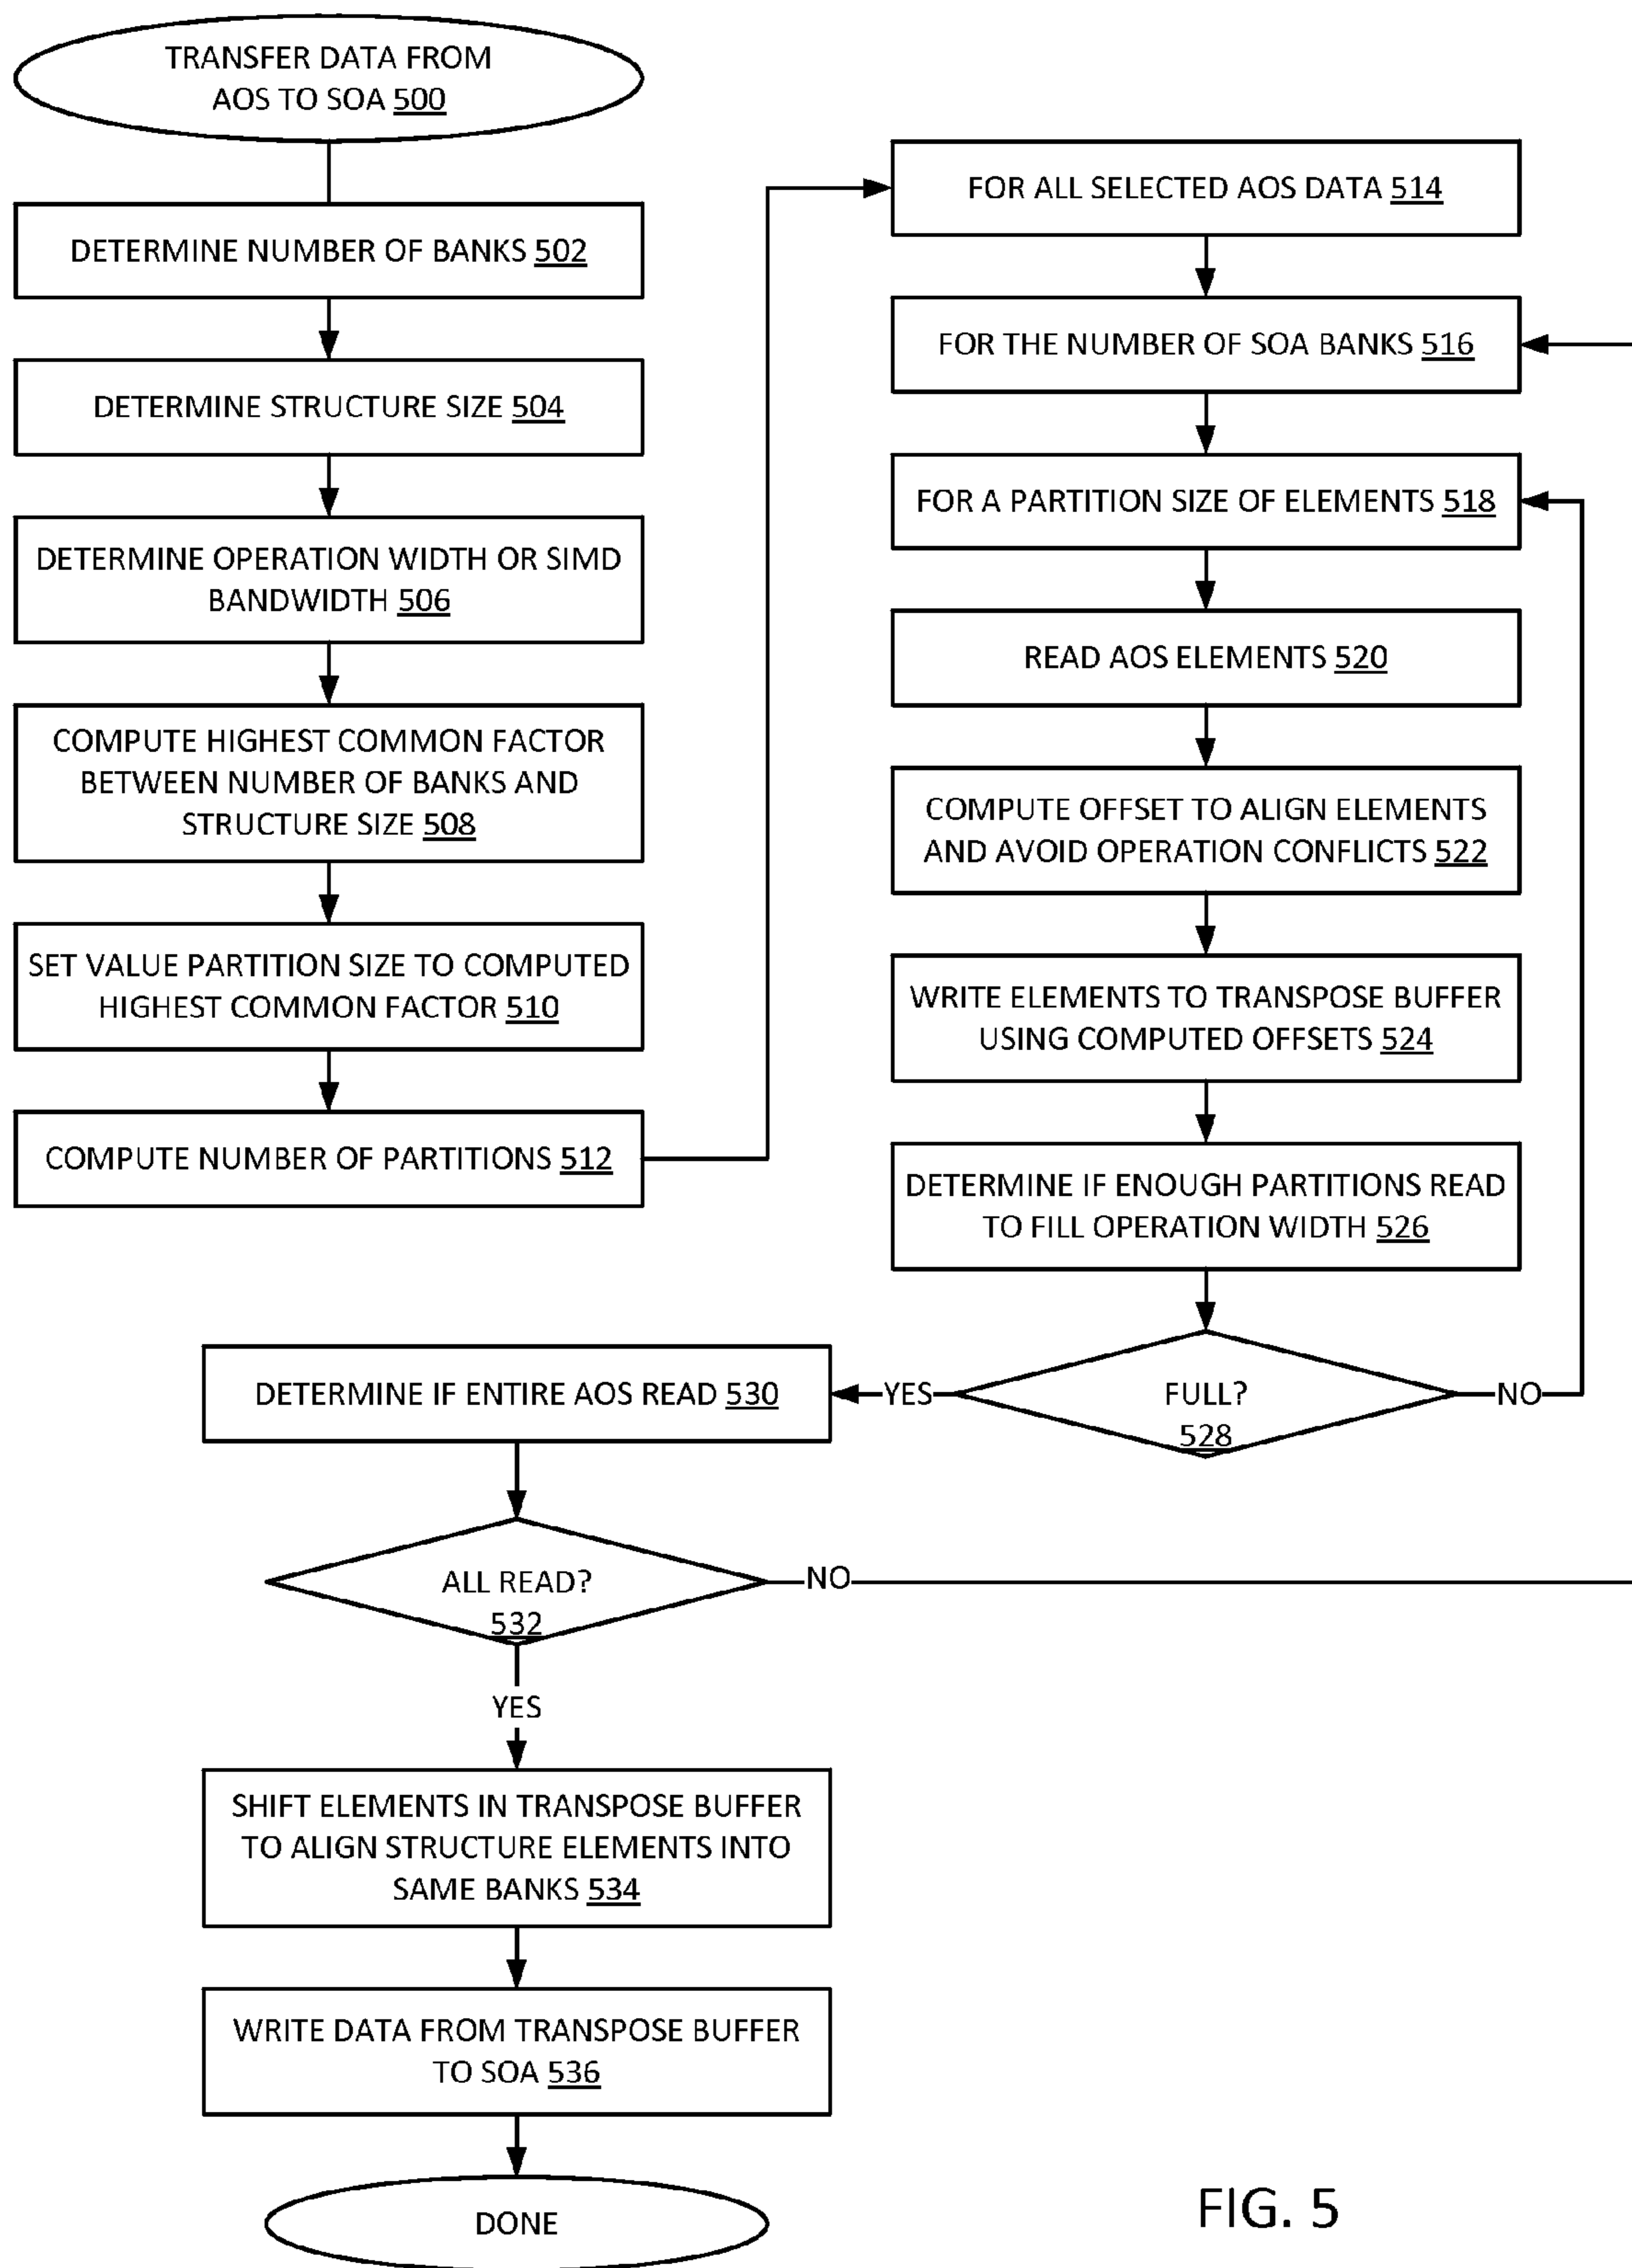 TRANSFER DATA FROM
AOS TO SOA 500
DETERMINE NUMBER OF BANKS 502
DETERMINE STRUCTURE SIZE 504
DETERMINE OPERATION WIDTH OR SIMD
BANDWIDTH 506
COMPUTE HIGHEST COMMON FACTOR
BETWEEN NUMBER OF BANKS AND
STRUCTURE SIZE 508
SET VALUE PARTITION SIZE TO COMPUTED
HIGHEST COMMON FACTOR 510
COMPUTE NUMBER OF PARTITIONS 512
FOR ALL SELECTED AOS DATA 514
FOR THE NUMBER OF SOA BANKS 516
FOR A PARTITION SIZE OF ELEMENTS 518
READ AOS ELEMENTS 520
COMPUTE OFFSET TO ALIGN ELEMENTS
AND AVOID OPERATION CONFLICTS 522
WRITE ELEMENTS TO TRANSPOSE BUFFER
USING COMPUTED OFFSETS 524
DETERMINE IF ENOUGH PARTITIONS READ
TO FILL OPERATION WIDTH 526
FULL?
528
NO
YES
DETERMINE IF ENTIRE AOS READ 530
ALL READ?
532
NO
YES
SHIFT ELEMENTS IN TRANSPOSE BUFFER
TO ALIGN STRUCTURE ELEMENTS INTO
SAME BANKS 534
WRITE DATA FROM TRANSPOSE BUFFER
TO SOA 536
DONE
FIG. 5